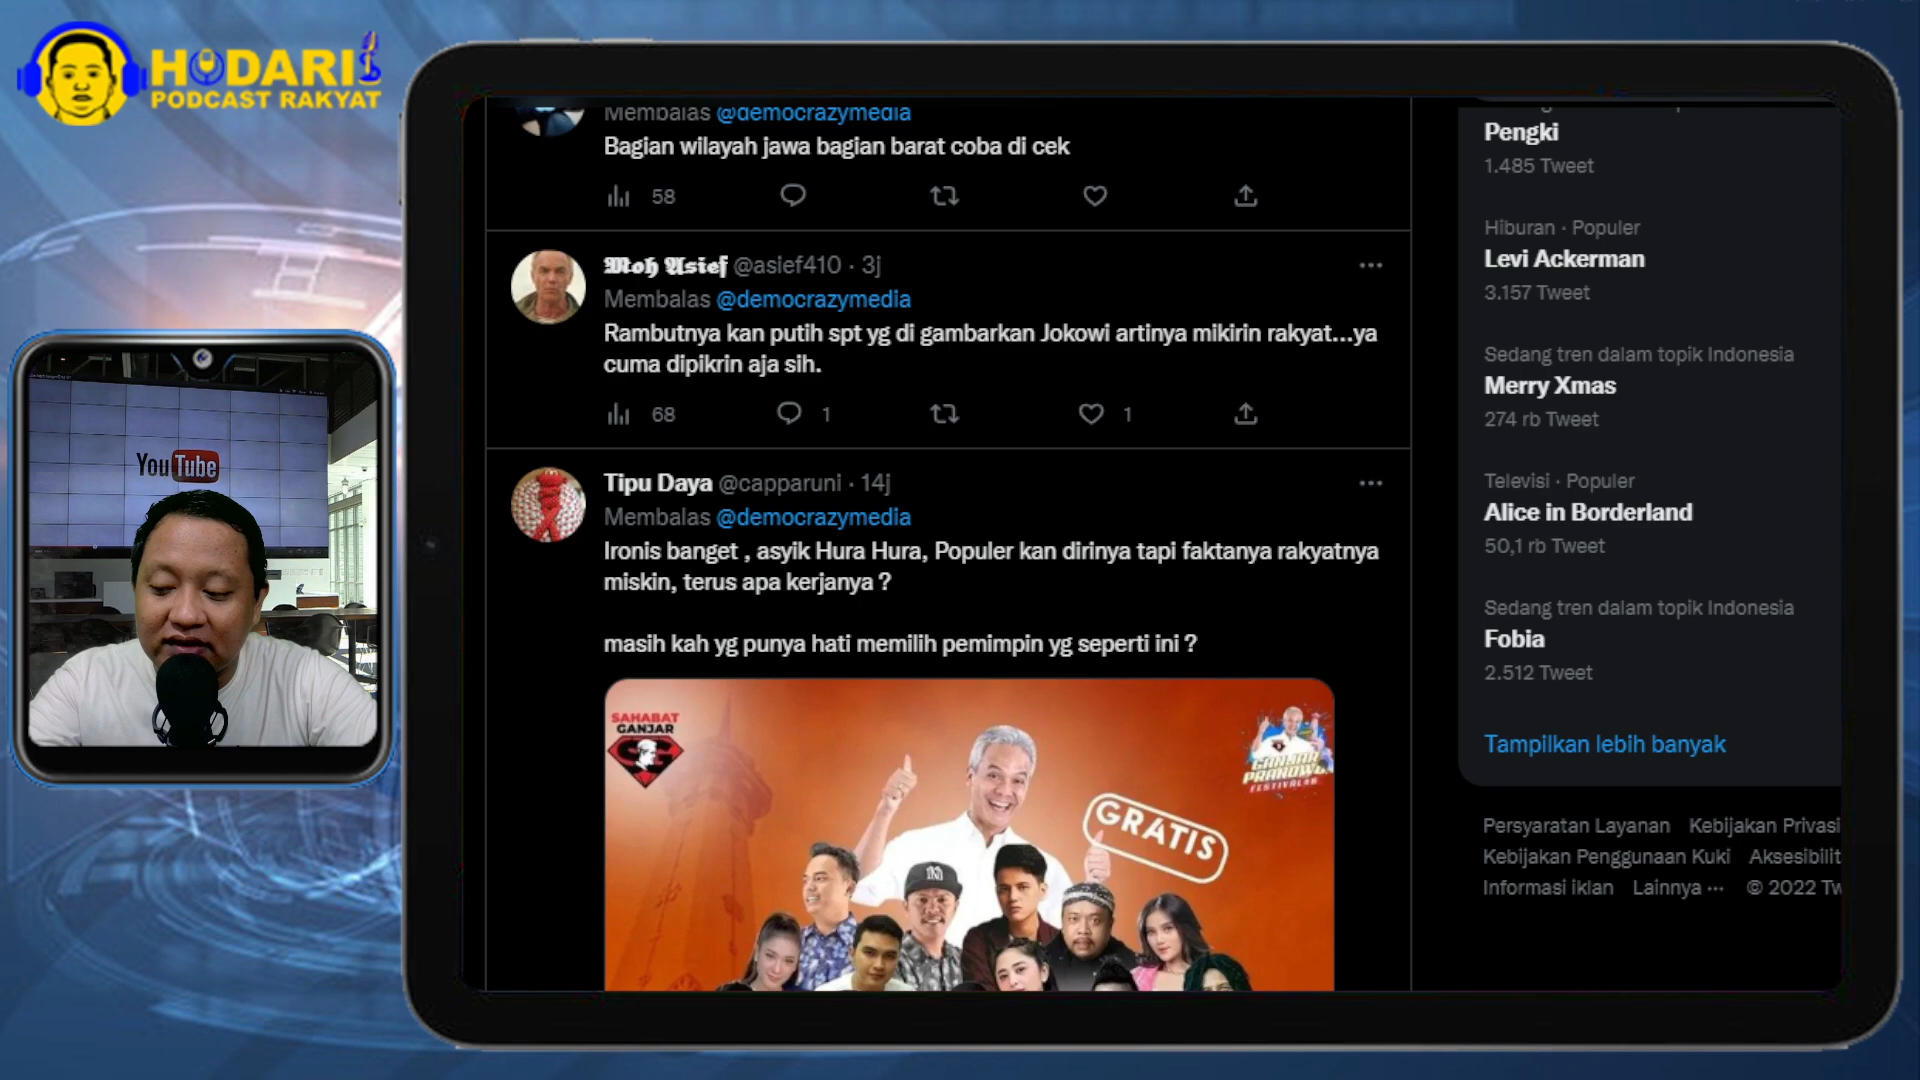 HODARI
PODCAST RAKYAT
YouTube
Membalas @democrazymedia
Bagian wilayah jawa bagian barat coba di cek
58
𝕸𝖔𝖍 𝕬𝖘𝖎𝖊𝖋 @asief410 · 3j
Membalas @democrazymedia
Rambutnya kan putih spt yg di gambarkan Jokowi artinya mikirin rakyat...ya
cuma dipikrin aja sih.
68 1 1
Tipu Daya @capparuni · 14j
Membalas @democrazymedia
Ironis banget , asyik Hura Hura, Populer kan dirinya tapi faktanya rakyatnya
miskin, terus apa kerjanya ?
masih kah yg punya hati memilih pemimpin yg seperti ini ?
SAHABAT
GANJAR
SG
GRATIS
GANJAR
PRANOWO
FESTIVAL
Pengki
1.485 Tweet
Hiburan · Populer
Levi Ackerman
3.157 Tweet
Sedang tren dalam topik Indonesia
Merry Xmas
274 rb Tweet
Televisi · Populer
Alice in Borderland
50,1 rb Tweet
Sedang tren dalam topik Indonesia
Fobia
2.512 Tweet
Tampilkan lebih banyak
Persyaratan Layanan Kebijakan Privasi
Kebijakan Penggunaan Kuki Aksesibilit
Informasi iklan Lainnya ··· © 2022 Tw